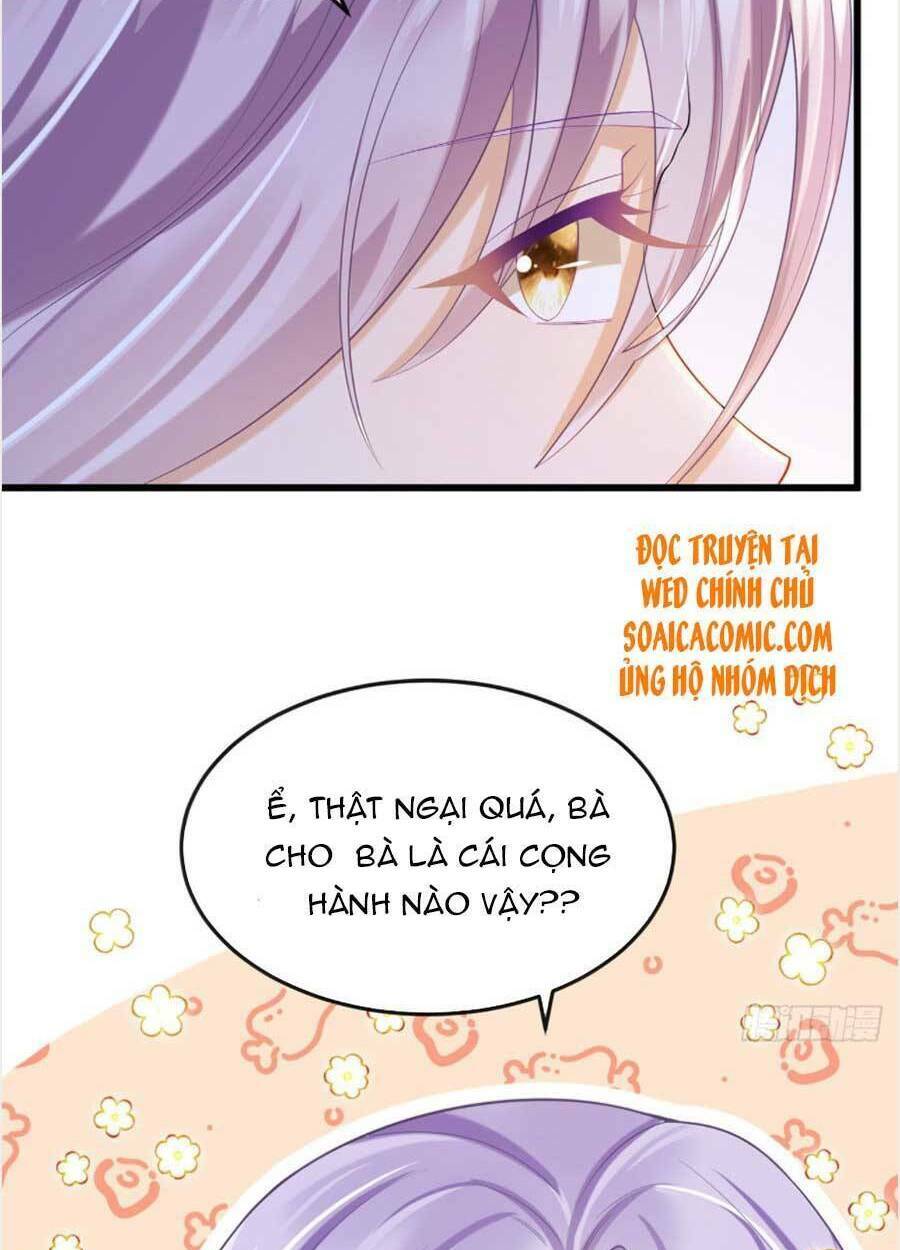 ĐỌC TRUYỆN TẠI
WED CHÍNH CHỦ
SOAICACOMIC.COM
ỦNG HỘ NHÓM DỊCH
Ể, THẬT NGẠI QUÁ, BÀ
CHO BÀ LÀ CÁI CỌNG
HÀNH NÀO VẬY??